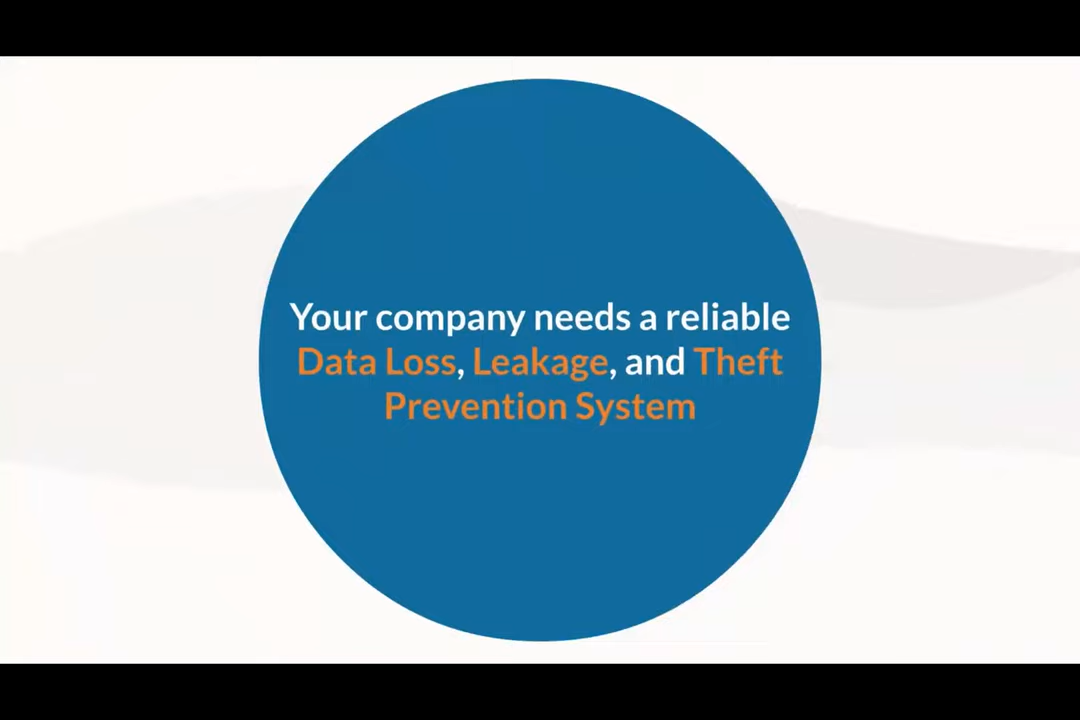 Your company needs a reliable
Data Loss, Leakage, and Theft
Prevention System